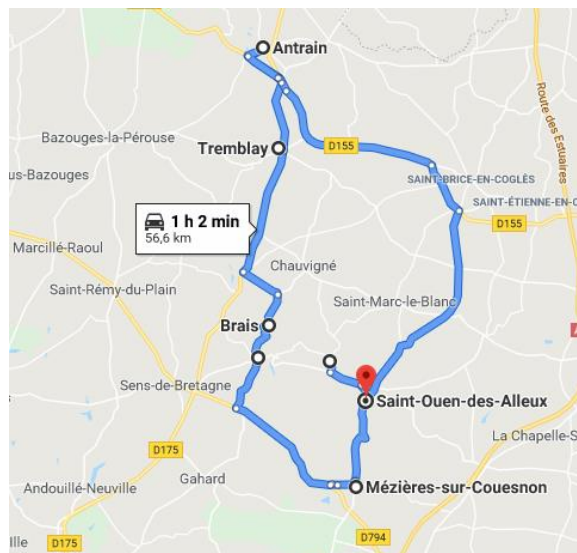 Antrain
Bazouges-la-Pérouse
Tremblay
D155
Route des Estuaires
us-Bazouges
SAINT-BRICE-EN-COGLÈS
SAINT-ÉTIENNE-EN-C
1 h 2 min
56,6 km
D155
Marcillé-Raoul
Chauvigné
Saint-Rémy-du-Plain
Saint-Marc-le-Blanc
A
Brais
Sens-de-Bretagne
Saint-Ouen-des-Alleux
D175
La Chapelle-S
Gahard
Andouillé-Neuville
Mézières-sur-Couesnon
D175
D794
ille